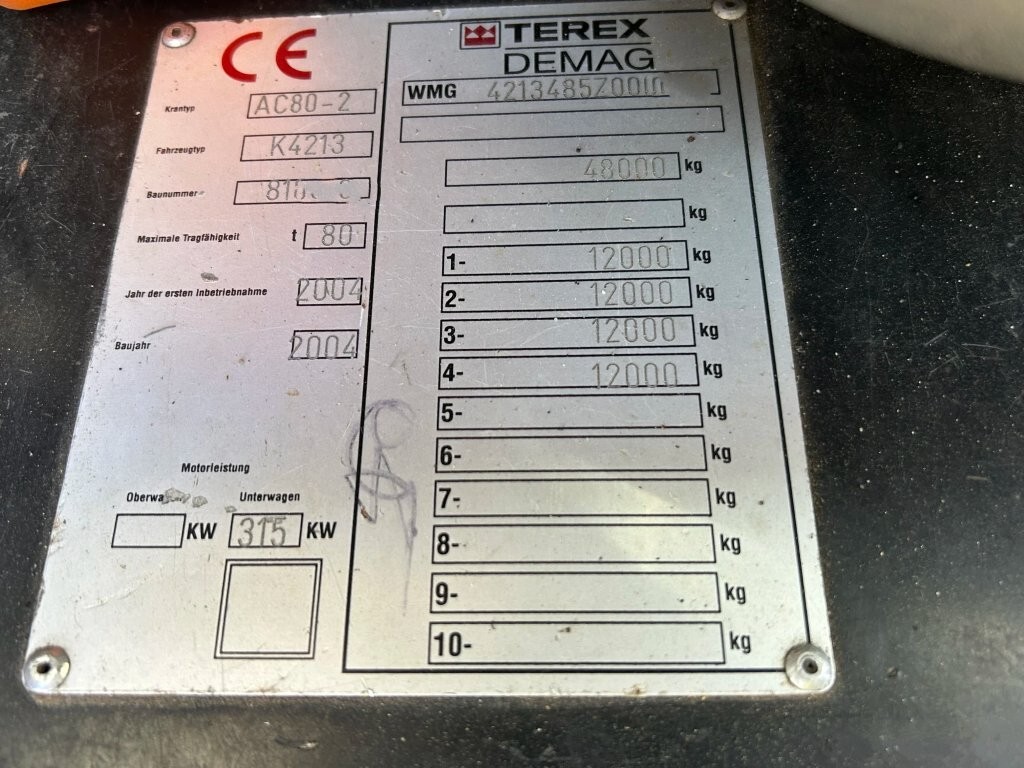 CE
Krantyp AC80-2
Fahrzeugtyp K4213
Baunummer
Maximale Tragfähigkeit t 80
Jahr der ersten Inbetriebnahme 2004
Baujahr 2004
Motorleistung
Unterwagen
KW 315 KW
TEREX
DEMAG
WMG
48000 kg
kg
1- 12000 kg
2- 12000 kg
3- 12000 kg
4- 12000 kg
5- kg
6- kg
7- kg
8- kg
9- kg
10- kg